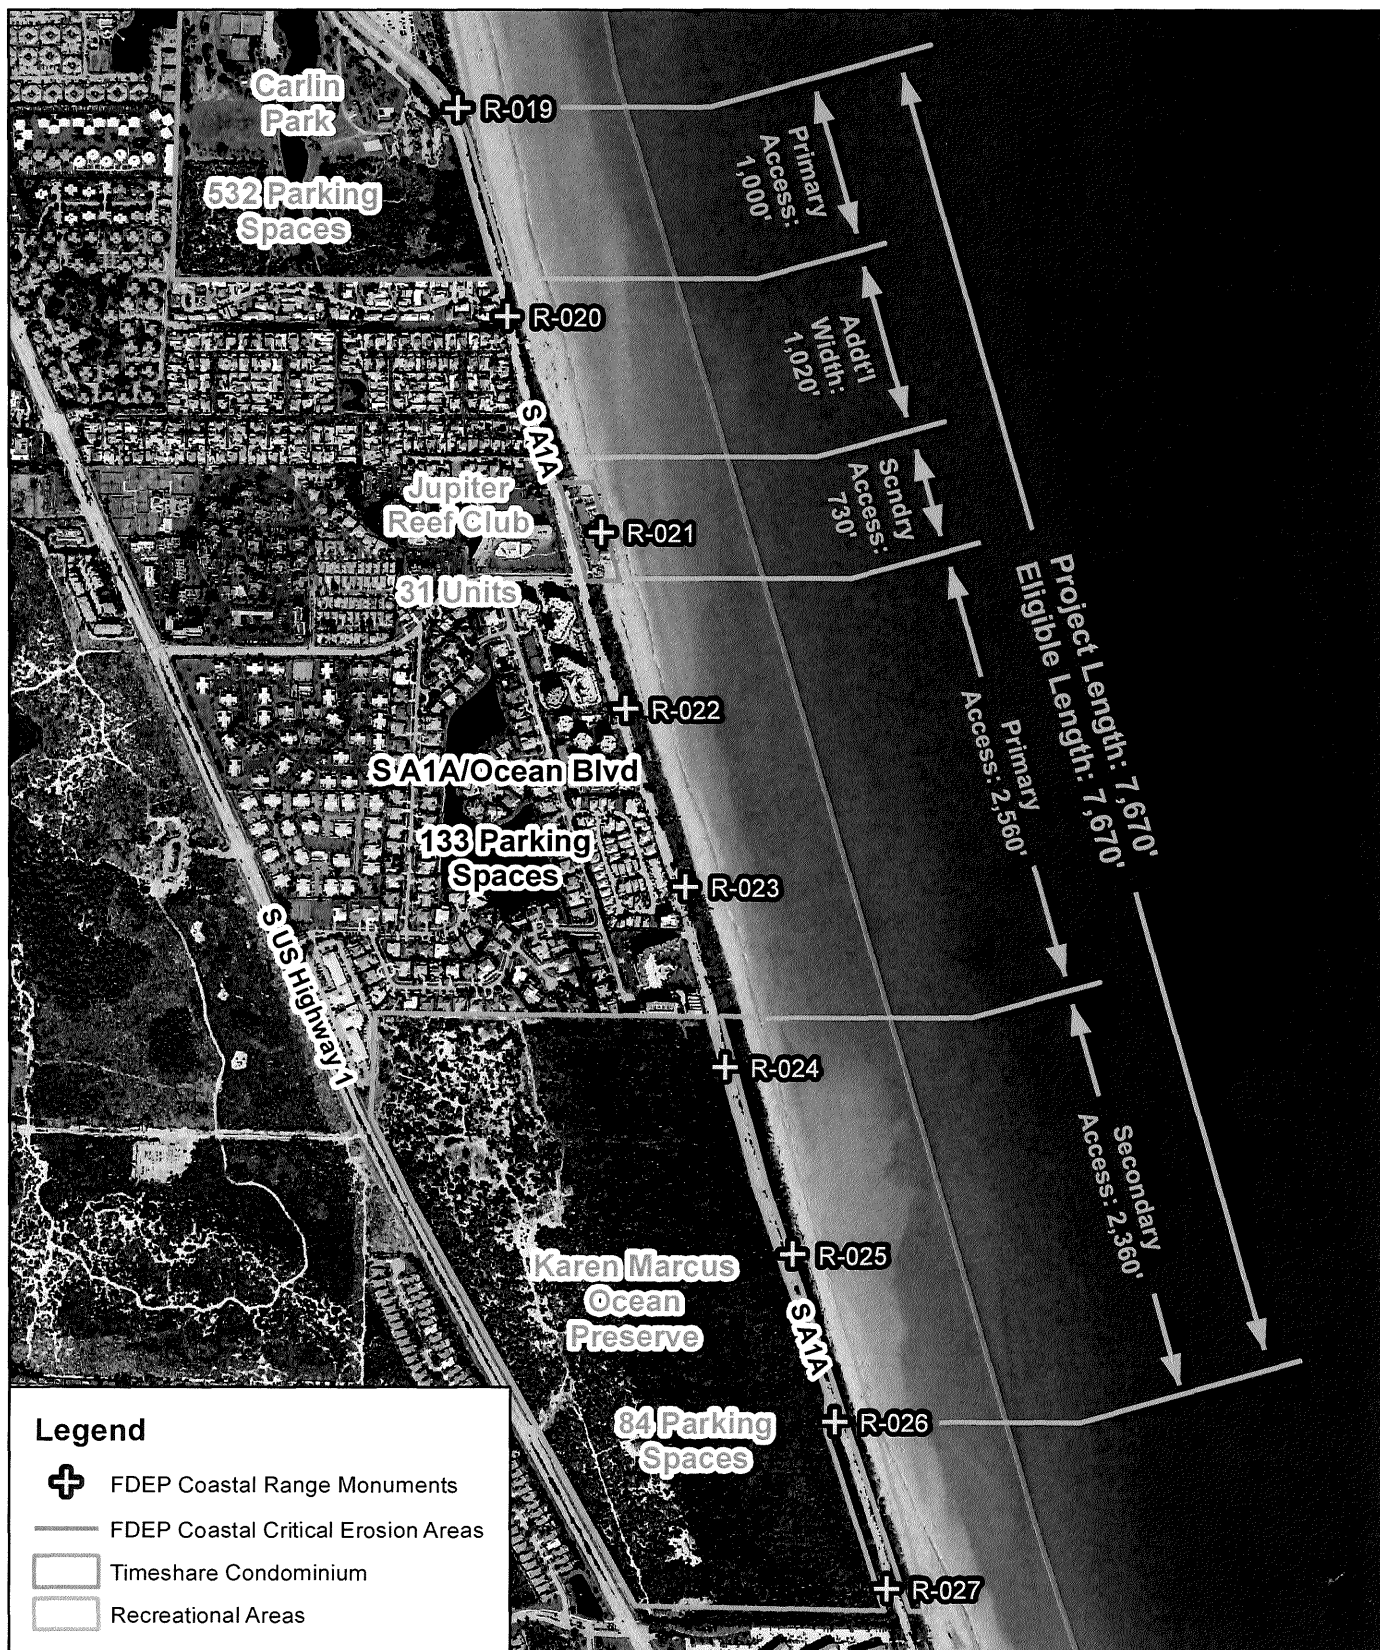 Carlin
Park
R-019
532 Parking
Spaces
Primary
Access:
1,000'
R-020
Addt'l
Width:
1,020'
S A1A
Scndry
Access:
730'
Jupiter
Reef Club
R-021
31 Units
Project Length: 7,670'
Eligible Length: 7,670'
R-022
Primary
Access: 2,560'
S A1A/Ocean Blvd
133 Parking
Spaces
R-023
S US Highway 1
R-024
Secondary
Access: 2,360'
Karen Marcus
Ocean
Preserve
R-025
S A1A
84 Parking
Spaces
R-026
R-027
Legend
FDEP Coastal Range Monuments
FDEP Coastal Critical Erosion Areas
Timeshare Condominium
Recreational Areas